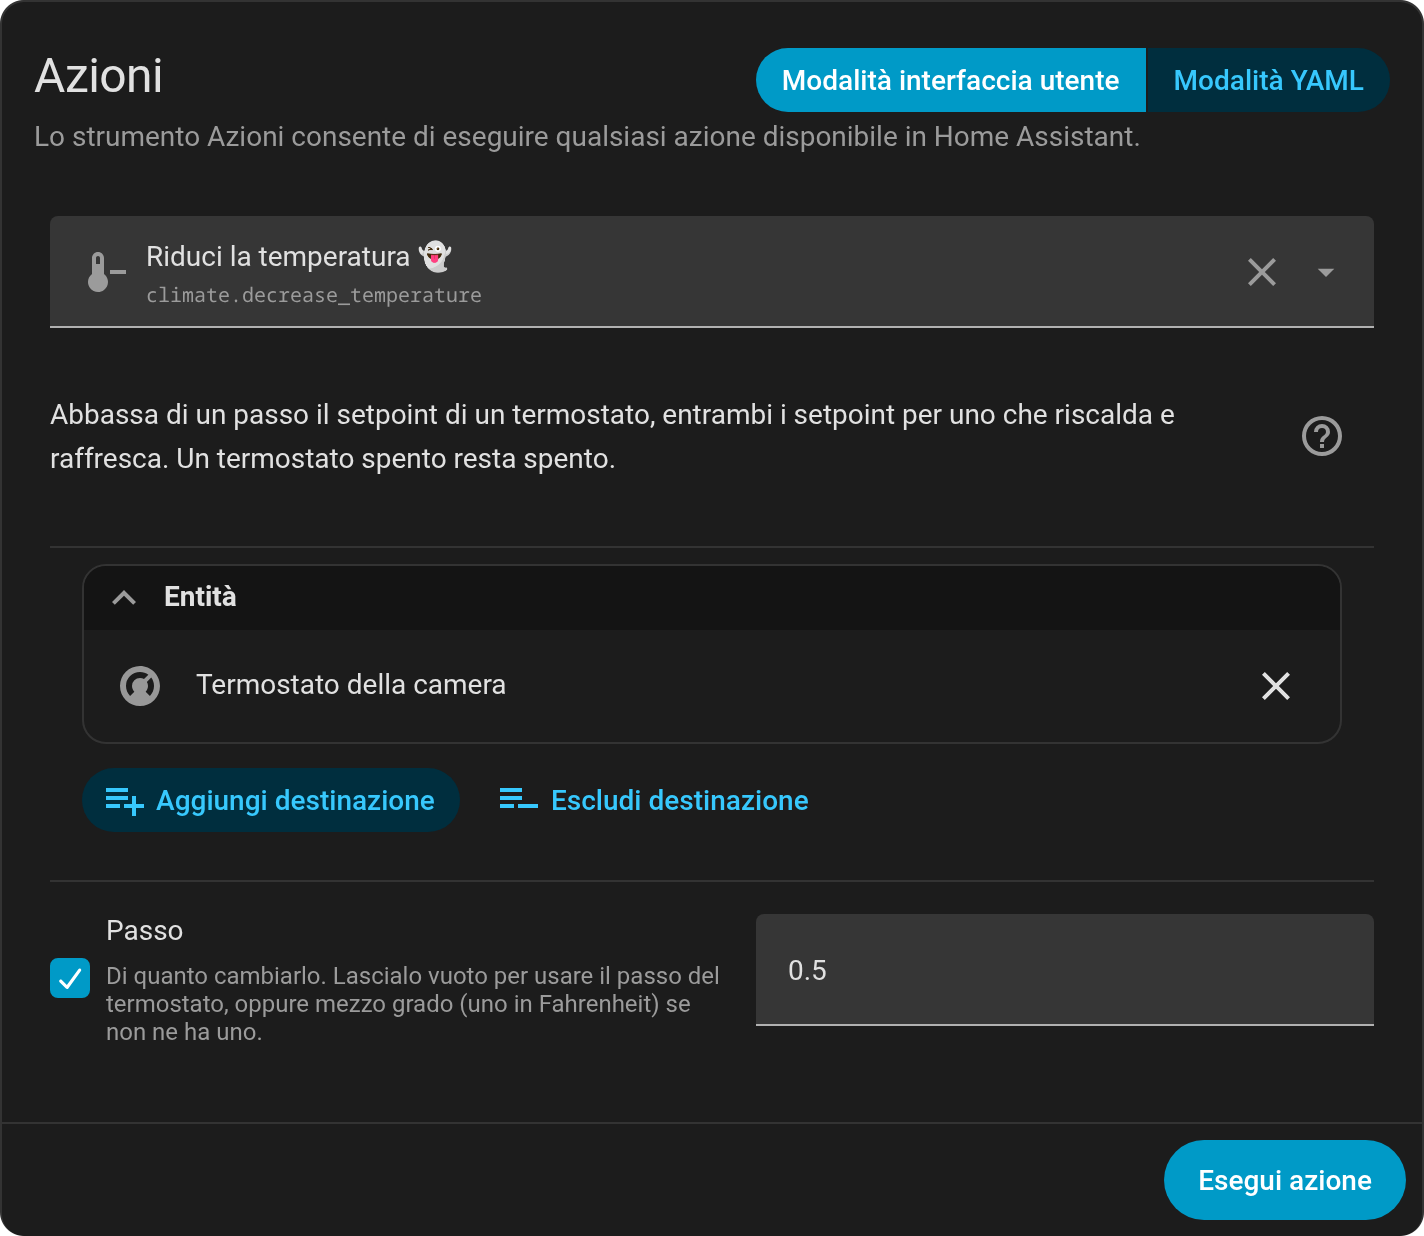 Azioni
Modalità interfaccia utente
Modalità YAML
Lo strumento Azioni consente di eseguire qualsiasi azione disponibile in Home Assistant.
Riduci la temperatura 👻
climate.decrease_temperature
Abbassa di un passo il setpoint di un termostato, entrambi i setpoint per uno che riscalda e
raffresca. Un termostato spento resta spento.
Entità
Termostato della camera
Aggiungi destinazione
Escludi destinazione
Passo
Di quanto cambiarlo. Lascialo vuoto per usare il passo del
termostato, oppure mezzo grado (uno in Fahrenheit) se
non ne ha uno.
0.5
Esegui azione